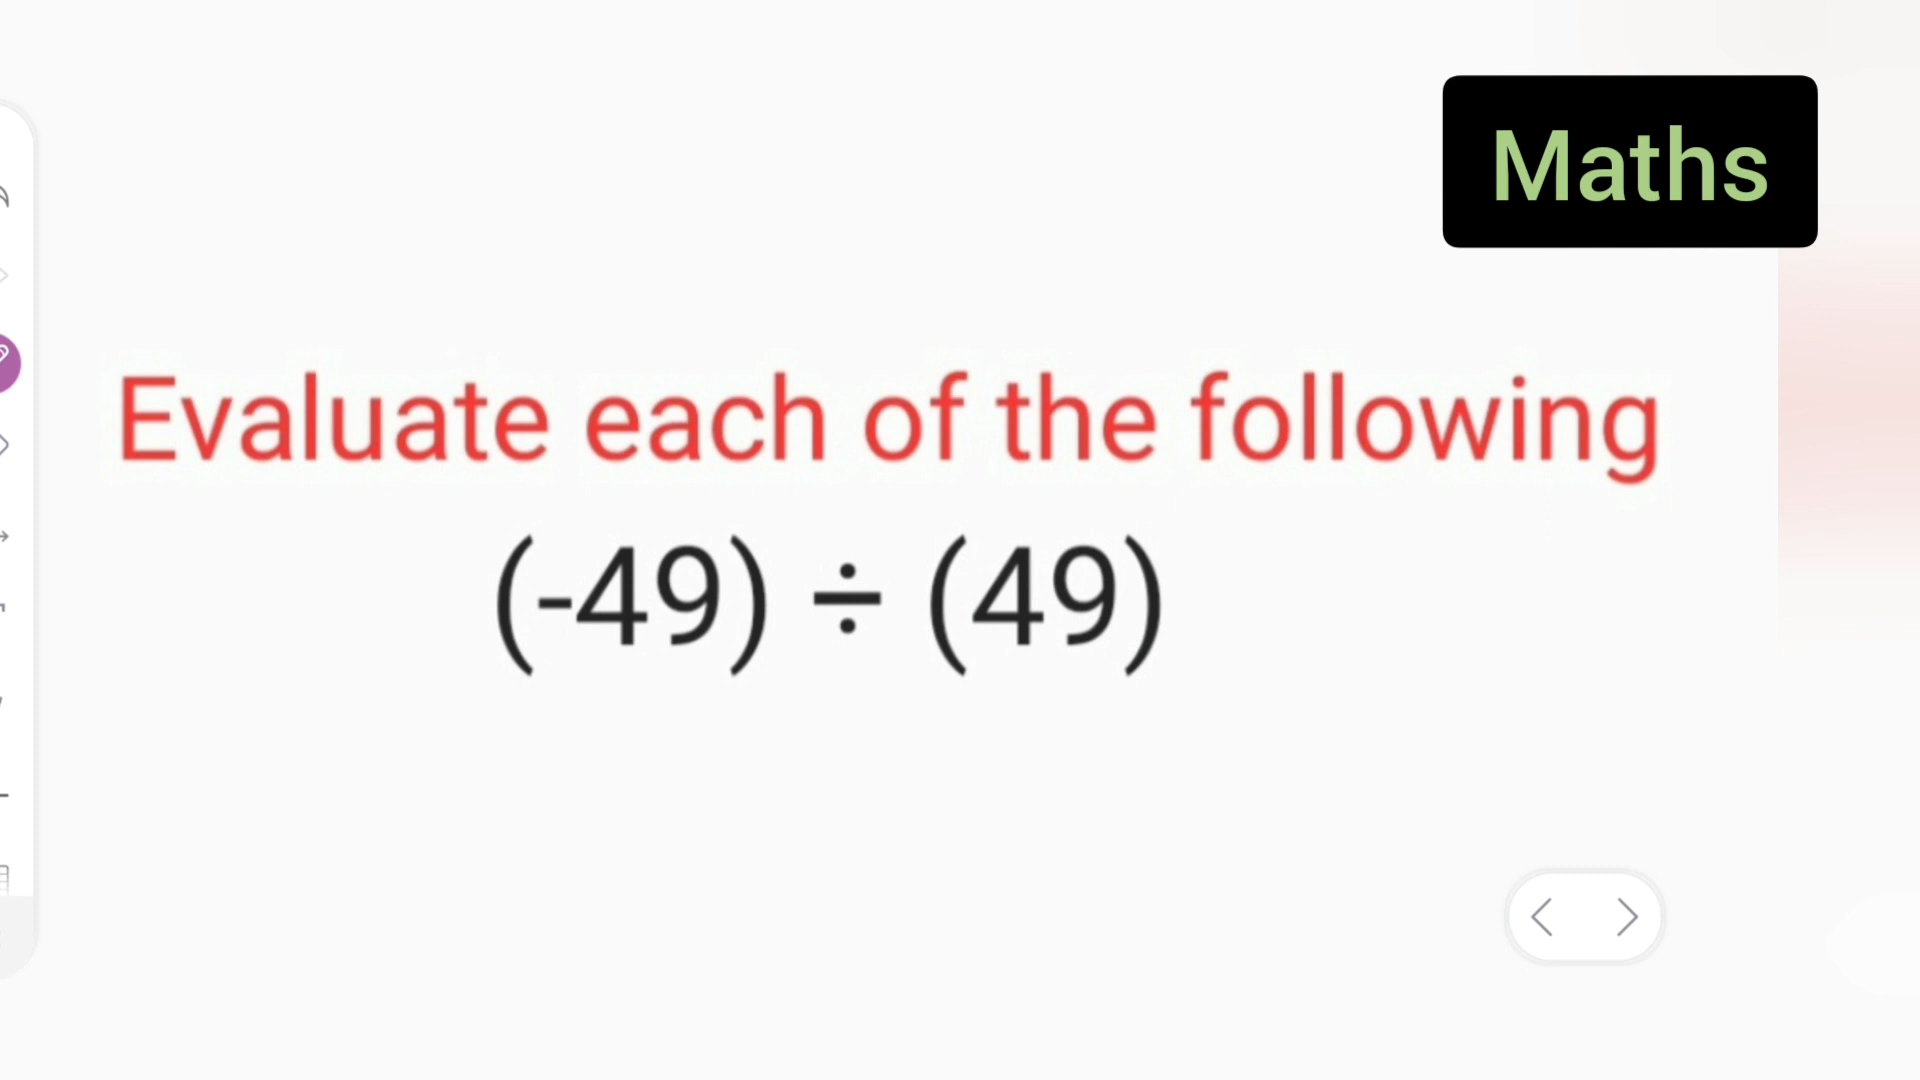 Maths
Evaluate each of the following
(-49) ÷ (49)